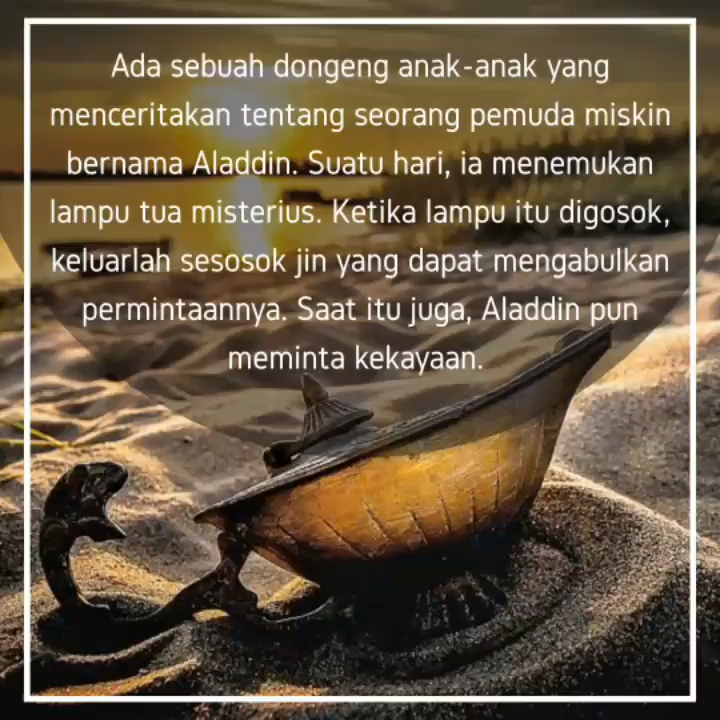 Ada sebuah dongeng anak-anak yang
menceritakan tentang seorang pemuda miskin
bernama Aladdin. Suatu hari, ia menemukan
lampu tua misterius. Ketika lampu itu digosok,
keluarlah sesosok jin yang dapat mengabulkan
permintaannya. Saat itu juga, Aladdin pun
meminta kekayaan.